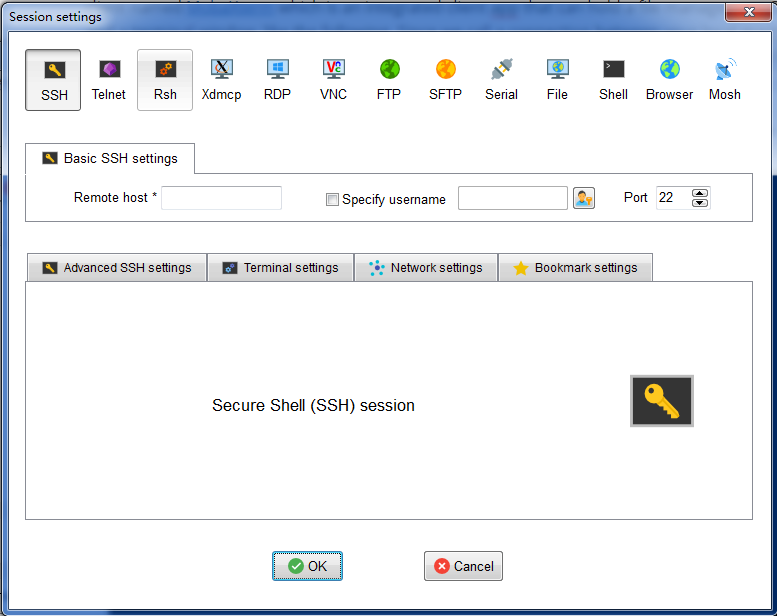 Session settings
SSH Telnet Rsh Xdmcp RDP VNC FTP SFTP Serial File Shell Browser Mosh
Basic SSH settings
Remote host * Specify username Port 22
Advanced SSH settings Terminal settings Network settings Bookmark settings
Secure Shell (SSH) session
OK Cancel